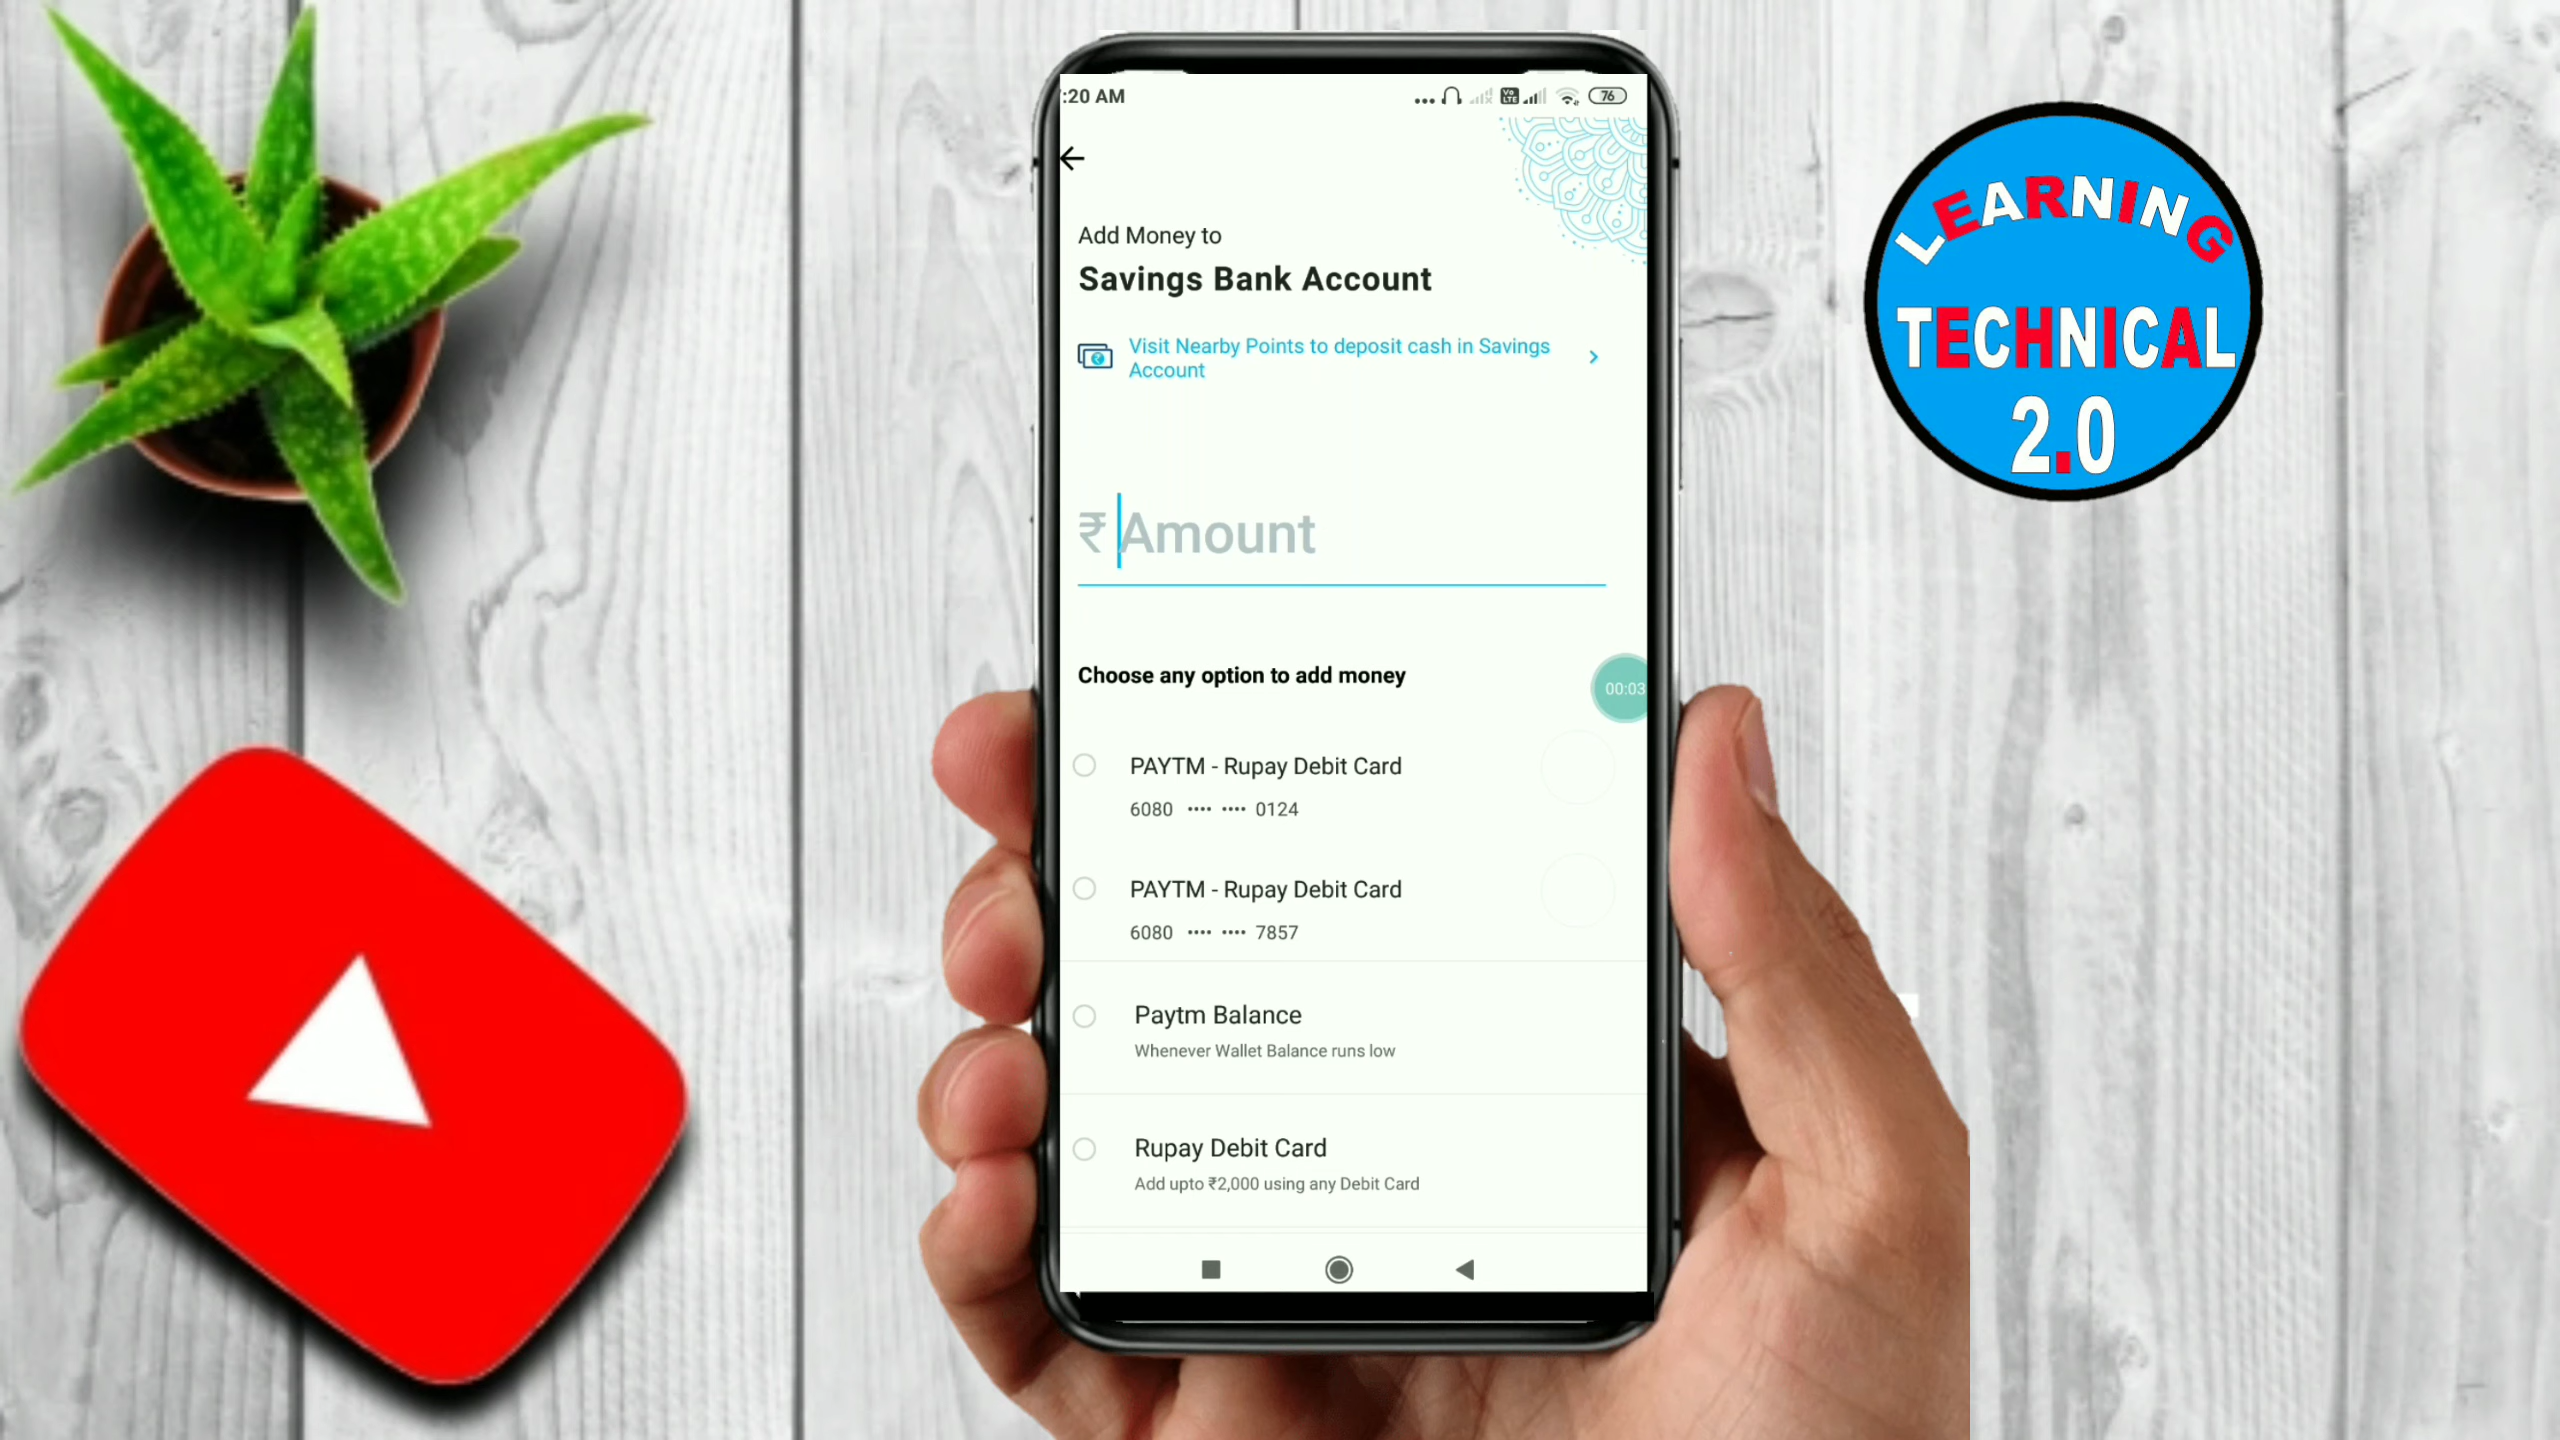 :20 AM
Vo LTE
76
Add Money to
Savings Bank Account
Visit Nearby Points to deposit cash in Savings
Account
₹ Amount
Choose any option to add money
00:03
PAYTM - Rupay Debit Card
6080 •••• •••• 0124
PAYTM - Rupay Debit Card
6080 •••• •••• 7857
Paytm Balance
Whenever Wallet Balance runs low
Rupay Debit Card
Add upto ₹2,000 using any Debit Card
LEARNING
TECHNICAL
2.0